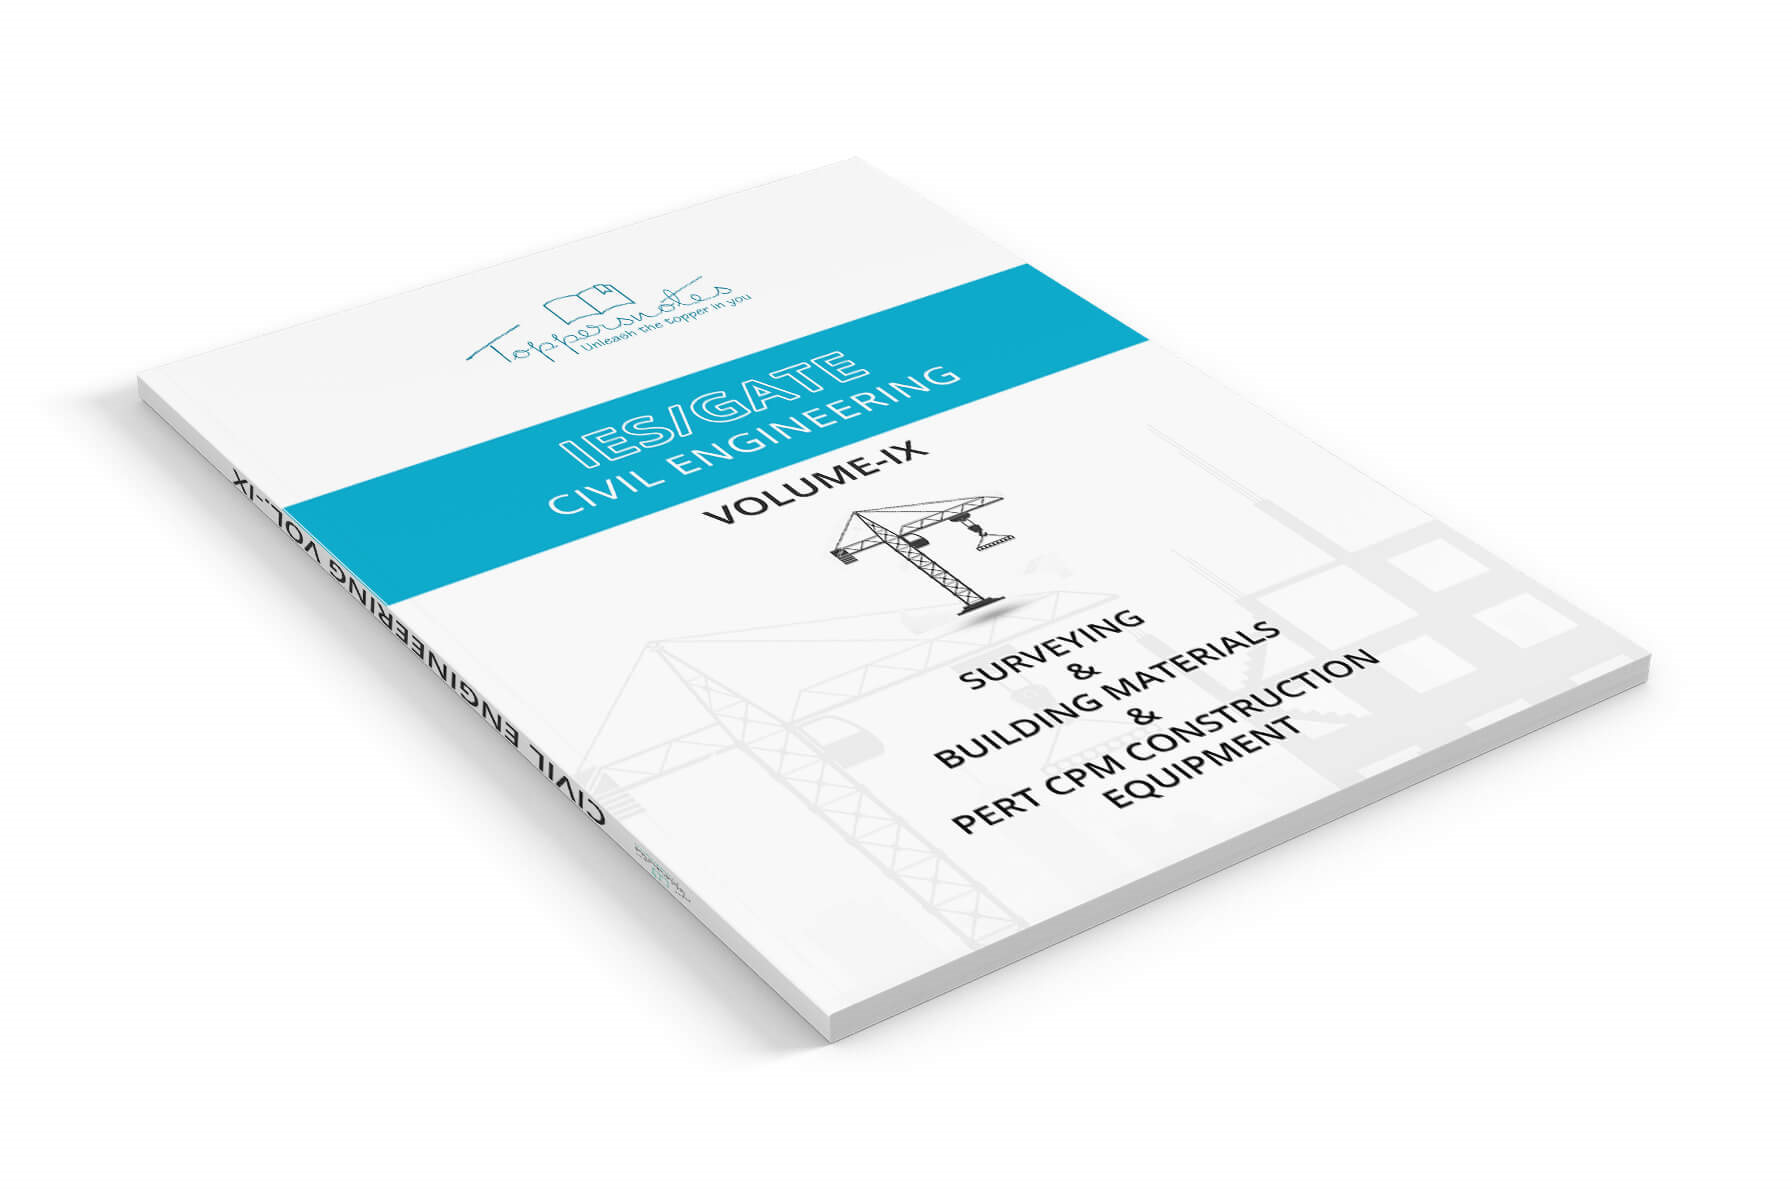 Toppersnotes
Unleash the topper in you
IES/GATE
CIVIL ENGINEERING
VOLUME-IX
SURVEYING
&
BUILDING MATERIALS
&
PERT CPM CONSTRUCTION
EQUIPMENT
CIVIL ENGINEERING VOL.-IX